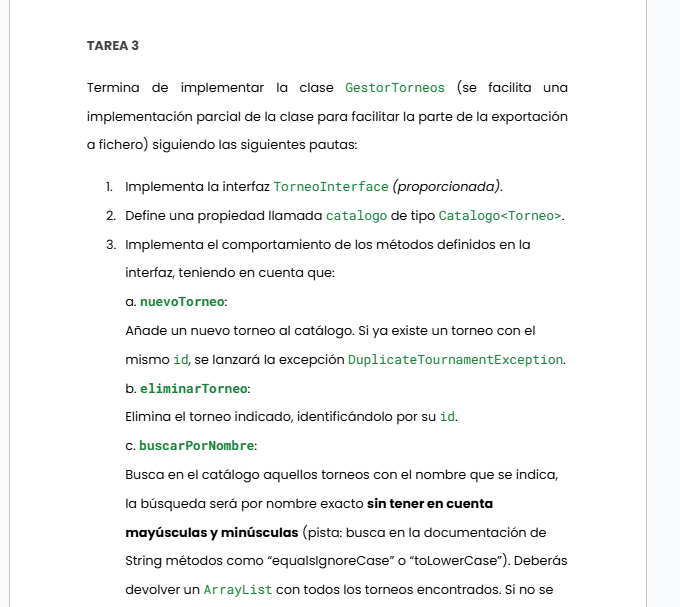 TAREA 3
Termina de implementar la clase GestorTorneos (se facilita una
implementación parcial de la clase para facilitar la parte de la exportación
a fichero) siguiendo las siguientes pautas:
1. Implementa la interfaz TorneoInterface (proporcionada).
2. Define una propiedad llamada catalogo de tipo Catalogo<Torneo>.
3. Implementa el comportamiento de los métodos definidos en la
interfaz, teniendo en cuenta que:
a. nuevoTorneo:
Añade un nuevo torneo al catálogo. Si ya existe un torneo con el
mismo id, se lanzará la excepción DuplicateTournamentException.
b. eliminarTorneo:
Elimina el torneo indicado, identificándolo por su id.
c. buscarPorNombre:
Busca en el catálogo aquellos torneos con el nombre que se indica,
la búsqueda será por nombre exacto sin tener en cuenta
mayúsculas y minúsculas (pista: busca en la documentación de
String métodos como “equalsIgnoreCase” o “toLowerCase”). Deberás
devolver un ArrayList con todos los torneos encontrados. Si no se